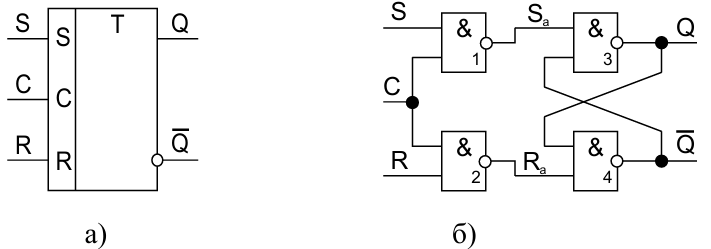 S S T Q
C C
R R Q̅
а)
S & 1 Sₐ & 3 Q
C
R & 2 Rₐ & 4 Q̅
б)